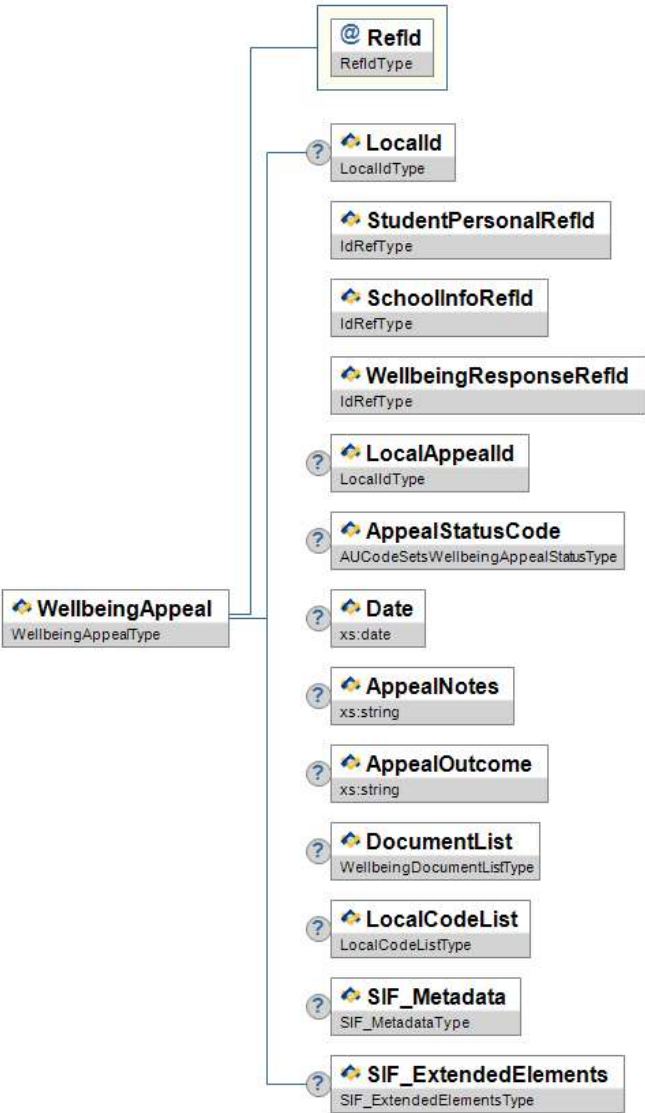 @ RefId
RefIdType
? LocalId
LocalIdType
StudentPersonalRefId
IdRefType
SchoolInfoRefId
IdRefType
WellbeingResponseRefId
IdRefType
? LocalAppealId
LocalIdType
? AppealStatusCode
AUCodeSetsWellbeingAppealStatusType
WellbeingAppeal
WellbeingAppealType
? Date
xs:date
? AppealNotes
xs:string
? AppealOutcome
xs:string
? DocumentList
WellbeingDocumentListType
? LocalCodeList
LocalCodeListType
? SIF_Metadata
SIF_MetadataType
? SIF_ExtendedElements
SIF_ExtendedElementsType